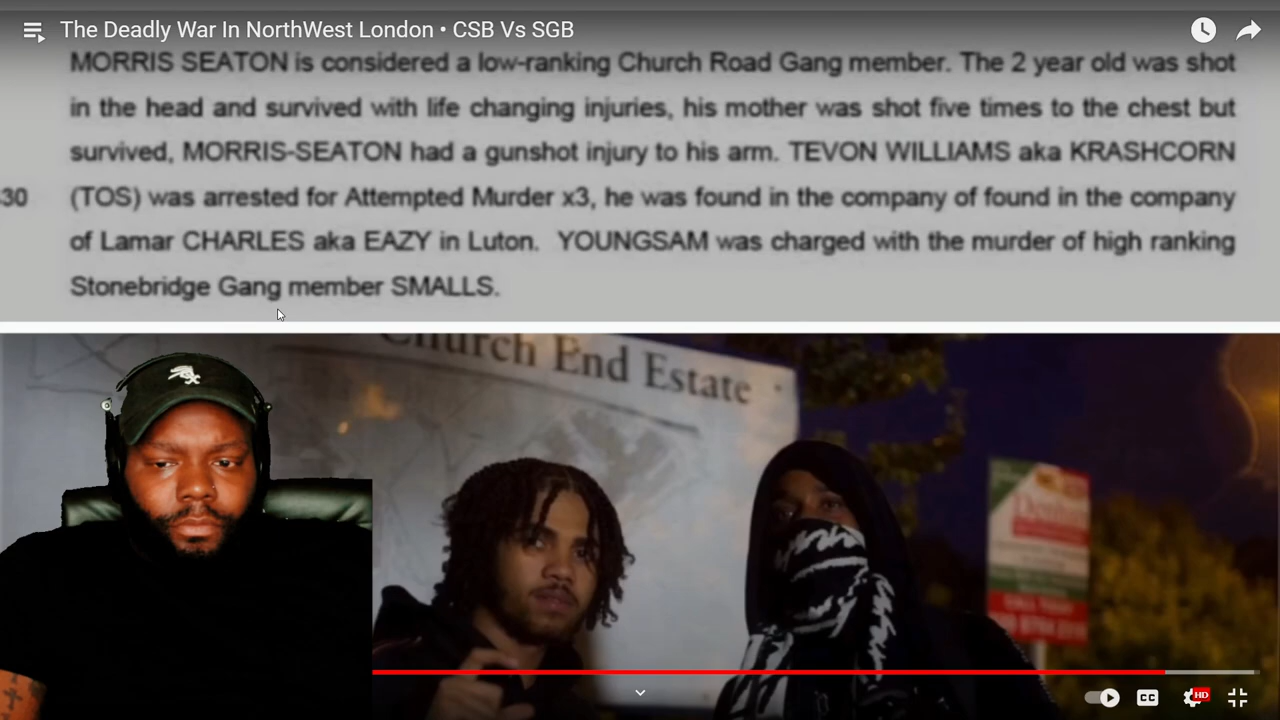 The Deadly War In NorthWest London • CSB Vs SGB
MORRIS SEATON is considered a low-ranking Church Road Gang member. The 2 year old was shot
in the head and survived with life changing injuries, his mother was shot five times to the chest but
survived, MORRIS-SEATON had a gunshot injury to his arm. TEVON WILLIAMS aka KRASHCORN
30 (TOS) was arrested for Attempted Murder x3, he was found in the company of found in the company
of Lamar CHARLES aka EAZY in Luton. YOUNGSAM was charged with the murder of high ranking
Stonebridge Gang member SMALLS.
Church End Estate
CC
HD